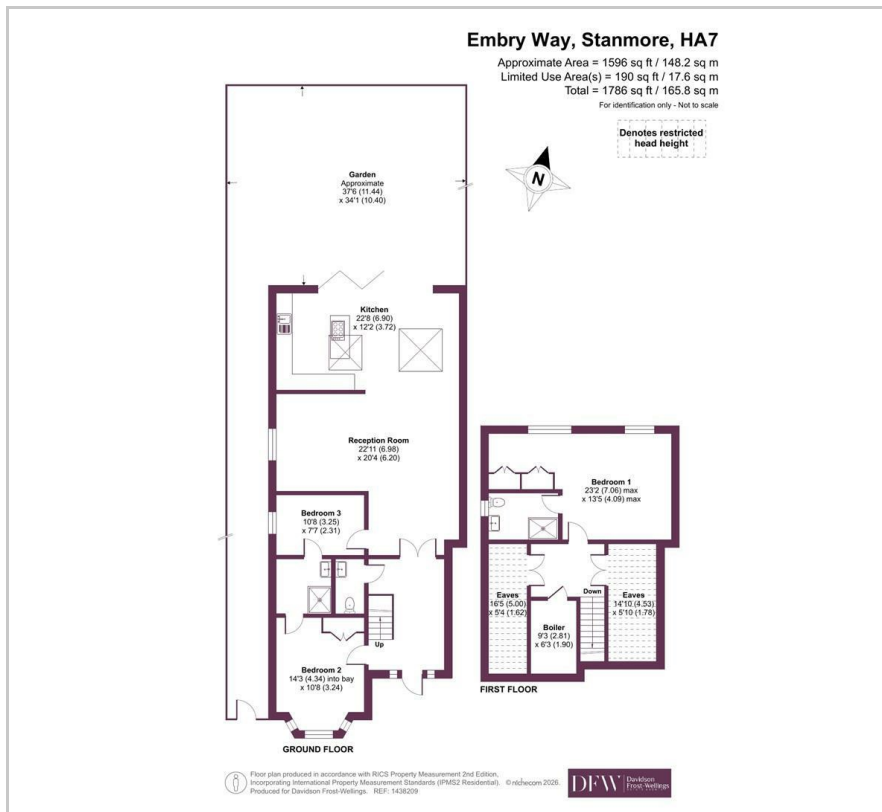 Embry Way, Stanmore, HA7
Approximate Area = 1596 sq ft / 148.2 sq m
Limited Use Area(s) = 190 sq ft / 17.6 sq m
Total = 1786 sq ft / 165.8 sq m
For identification only - Not to scale
Denotes restricted
head height
N
Garden
Approximate
37'6 (11.44)
x 34'1 (10.40)
Kitchen
22'8 (6.90)
x 12'2 (3.72)
Reception Room
22'11 (6.98)
x 20'4 (6.20)
Bedroom 3
10'8 (3.25)
x 7'7 (2.31)
Up
Bedroom 2
14'3 (4.34) into bay
x 10'8 (3.24)
GROUND FLOOR
Bedroom 1
23'2 (7.06) max
x 13'5 (4.09) max
Eaves
16'5 (5.00)
x 5'4 (1.62)
Down
Eaves
14'10 (4.53)
x 5'10 (1.78)
Boiler
9'3 (2.81)
x 6'3 (1.90)
FIRST FLOOR
Floor plan produced in accordance with RICS Property Measurement 2nd Edition,
Incorporating International Property Measurement Standards (IPMS2 Residential). © nichecom 2026.
Produced for Davidson Frost-Wellings. REF: 1438209
DFW
Davidson
Frost-Wellings